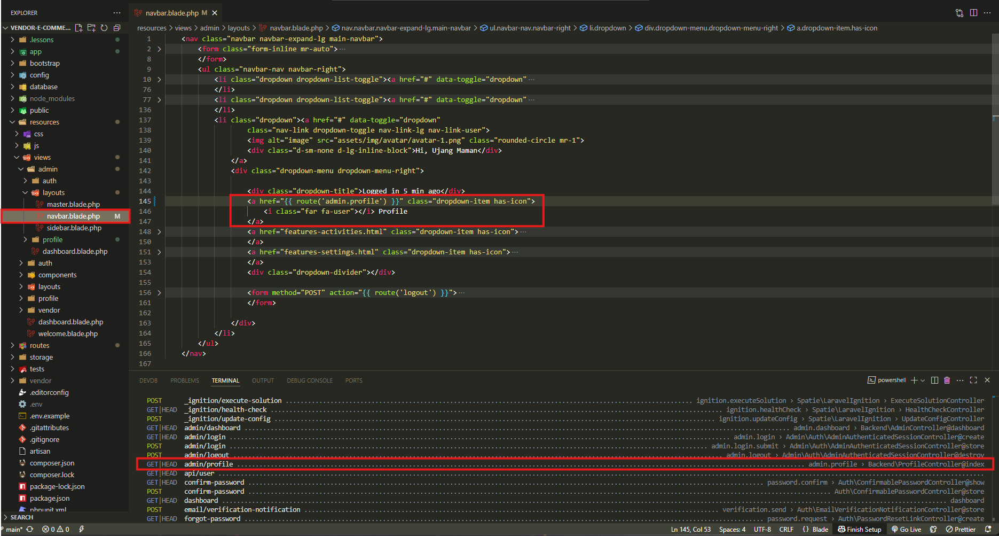 EXPLORER
VENDOR-E-COMME...
.lessons
app
bootstrap
config
database
node_modules
public
resources
css
js
views
admin
auth
layouts
master.blade.php
navbar.blade.php M
sidebar.blade.php
profile
dashboard.blade.php
auth
components
layouts
profile
vendor
dashboard.blade.php
welcome.blade.php
routes
storage
tests
vendor
.editorconfig
.env
.env.example
.gitattributes
.gitignore
artisan
composer.json
composer.lock
package-lock.json
package.json
phpunit.xml
SEARCH
navbar.blade.php M
resources > views > admin > layouts > navbar.blade.php > nav.navbar.navbar-expand-lg.main-navbar > ul.navbar-nav.navbar-right > li.dropdown > div.dropdown-menu.dropdown-menu-right > a.dropdown-item.has-icon
1 <nav class="navbar navbar-expand-lg main-navbar">
2 <form class="form-inline mr-auto"> ...
8 </form>
9 <ul class="navbar-nav navbar-right">
10 <li class="dropdown dropdown-list-toggle"><a href="#" data-toggle="dropdown" ...
76 </li>
77 <li class="dropdown dropdown-list-toggle"><a href="#" data-toggle="dropdown" ...
136 </li>
137 <li class="dropdown"><a href="#" data-toggle="dropdown"
138 class="nav-link dropdown-toggle nav-link-lg nav-link-user">
139 <img alt="image" src="assets/img/avatar/avatar-1.png" class="rounded-circle mr-1">
140 <div class="d-sm-none d-lg-inline-block">Hi, Ujang Maman</div>
141 </a>
142 <div class="dropdown-menu dropdown-menu-right">
143
144 <div class="dropdown-title">Logged in 5 min ago</div>
145 <a href="{{ route('admin.profile') }}" class="dropdown-item has-icon">
146 <i class="far fa-user"></i> Profile
147 </a>
148 <a href="features-activities.html" class="dropdown-item has-icon"> ...
150 </a>
151 <a href="features-settings.html" class="dropdown-item has-icon"> ...
153 </a>
154 <div class="dropdown-divider"></div>
155
156 <form method="POST" action="{{ route('logout') }}"> ...
161 </form>
162
163 </div>
164 </li>
165 </ul>
166 </nav>
167
DEVDB PROBLEMS TERMINAL OUTPUT DEBUG CONSOLE PORTS powershell
POST _ignition/execute-solution ... ignition.executeSolution › Spatie\LaravelIgnition › ExecuteSolutionController
GET|HEAD _ignition/health-check ... ignition.healthCheck › Spatie\LaravelIgnition › HealthCheckController
POST _ignition/update-config ... ignition.updateConfig › Spatie\LaravelIgnition › UpdateConfigController
GET|HEAD admin/dashboard ... admin.dashboard › Backend\AdminController@dashboard
GET|HEAD admin/login ... admin.login › Admin\Auth\AdminAuthenticatedSessionController@create
POST admin/login ... admin.login.submit › Admin\Auth\AdminAuthenticatedSessionController@store
POST admin/logout ... admin.logout › Admin\Auth\AdminAuthenticatedSessionController@destroy
GET|HEAD admin/profile ... admin.profile › Backend\ProfileController@index
GET|HEAD api/user ...
GET|HEAD confirm-password ... password.confirm › Auth\ConfirmablePasswordController@show
POST confirm-password ... Auth\ConfirmablePasswordController@store
GET|HEAD dashboard ... dashboard
POST email/verification-notification ... verification.send › Auth\EmailVerificationNotificationController@store
GET|HEAD forgot-password ... password.request › Auth\PasswordResetLinkController@create
main* 0 0 Ln 145, Col 53 Spaces: 4 UTF-8 CRLF {} Blade Finish Setup Go Live Prettier